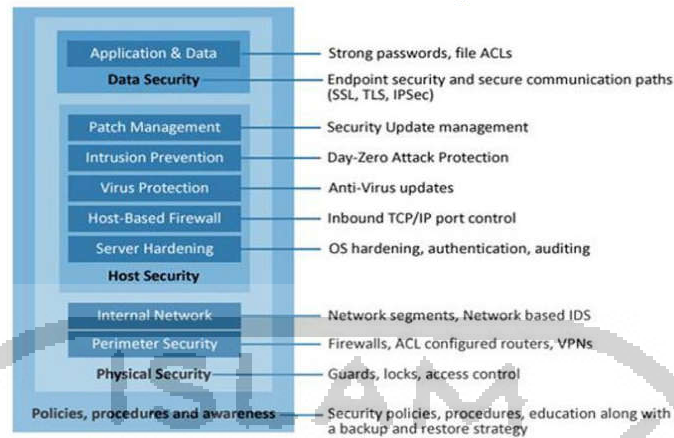 Application & Data
Strong passwords, file ACLs
Data Security
Endpoint security and secure communication paths
(SSL, TLS, IPSec)
Patch Management
Security Update management
Intrusion Prevention
Day-Zero Attack Protection
Virus Protection
Anti-Virus updates
Host-Based Firewall
Inbound TCP/IP port control
Server Hardening
OS hardening, authentication, auditing
Host Security
Internal Network
Network segments, Network based IDS
Perimeter Security
Firewalls, ACL configured routers, VPNs
Physical Security
Guards, locks, access control
Policies, procedures and awareness
Security policies, procedures, education along with
a backup and restore strategy
ISLAM